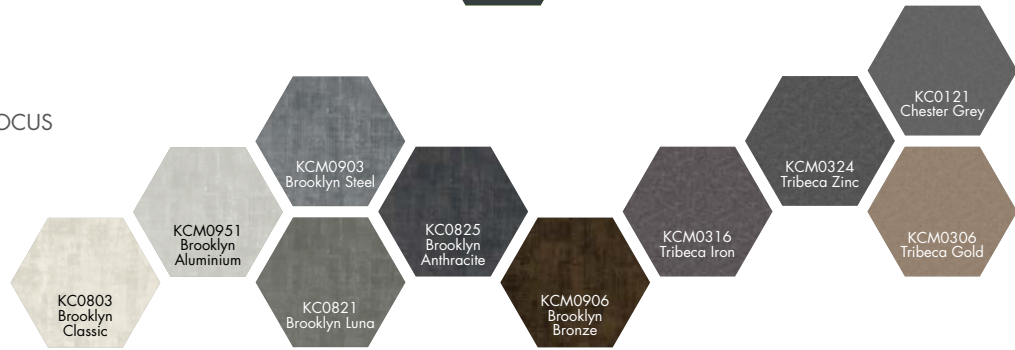 OCUS
KC0121
Chester Grey
KCM0903
Brooklyn Steel
KCM0324
Tribeca Zinc
KCM0951
Brooklyn
Aluminium
KC0825
Brooklyn
Anthracite
KCM0316
Tribeca Iron
KCM0306
Tribeca Gold
KC0803
Brooklyn
Classic
KC0821
Brooklyn Luna
KCM0906
Brooklyn
Bronze